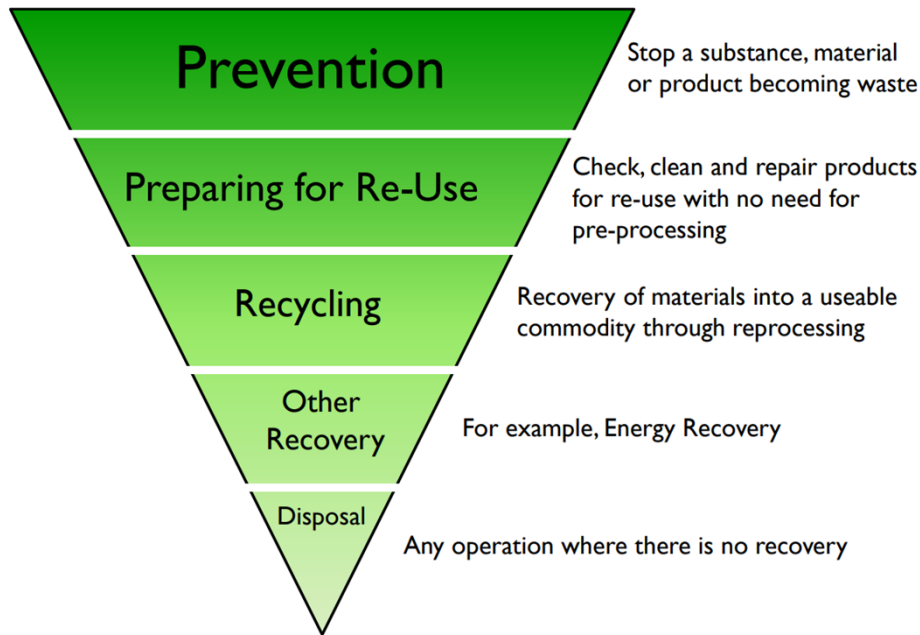 Prevention
Stop a substance, material
or product becoming waste
Preparing for Re-Use
Check, clean and repair products
for re-use with no need for
pre-processing
Recycling
Recovery of materials into a useable
commodity through reprocessing
Other
Recovery
For example, Energy Recovery
Disposal
Any operation where there is no recovery